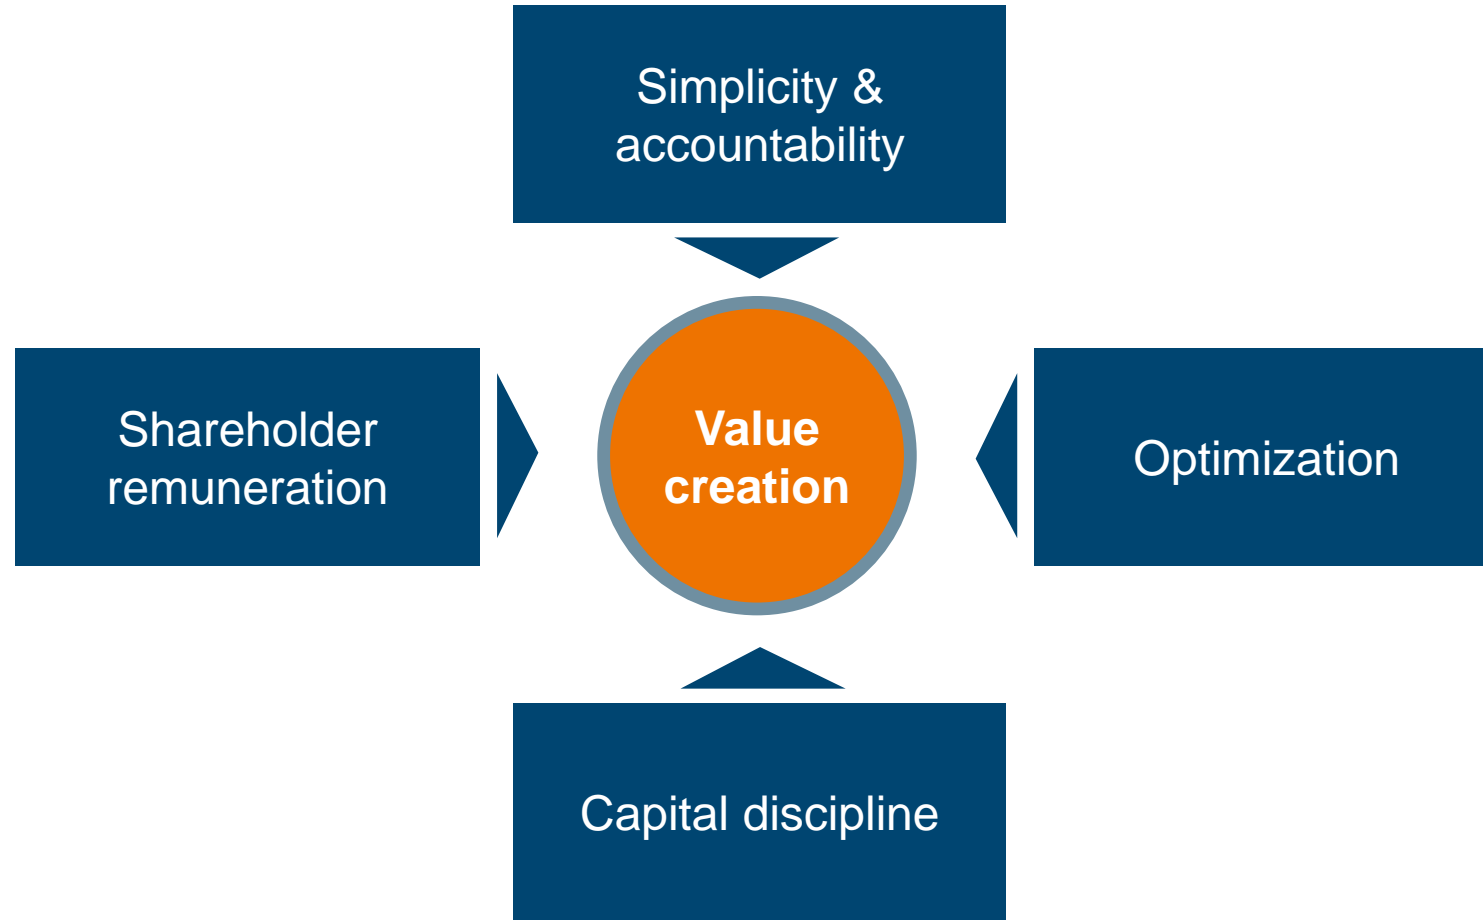 Simplicity &
accountability
Shareholder
remuneration
Value
creation
Optimization
Capital discipline